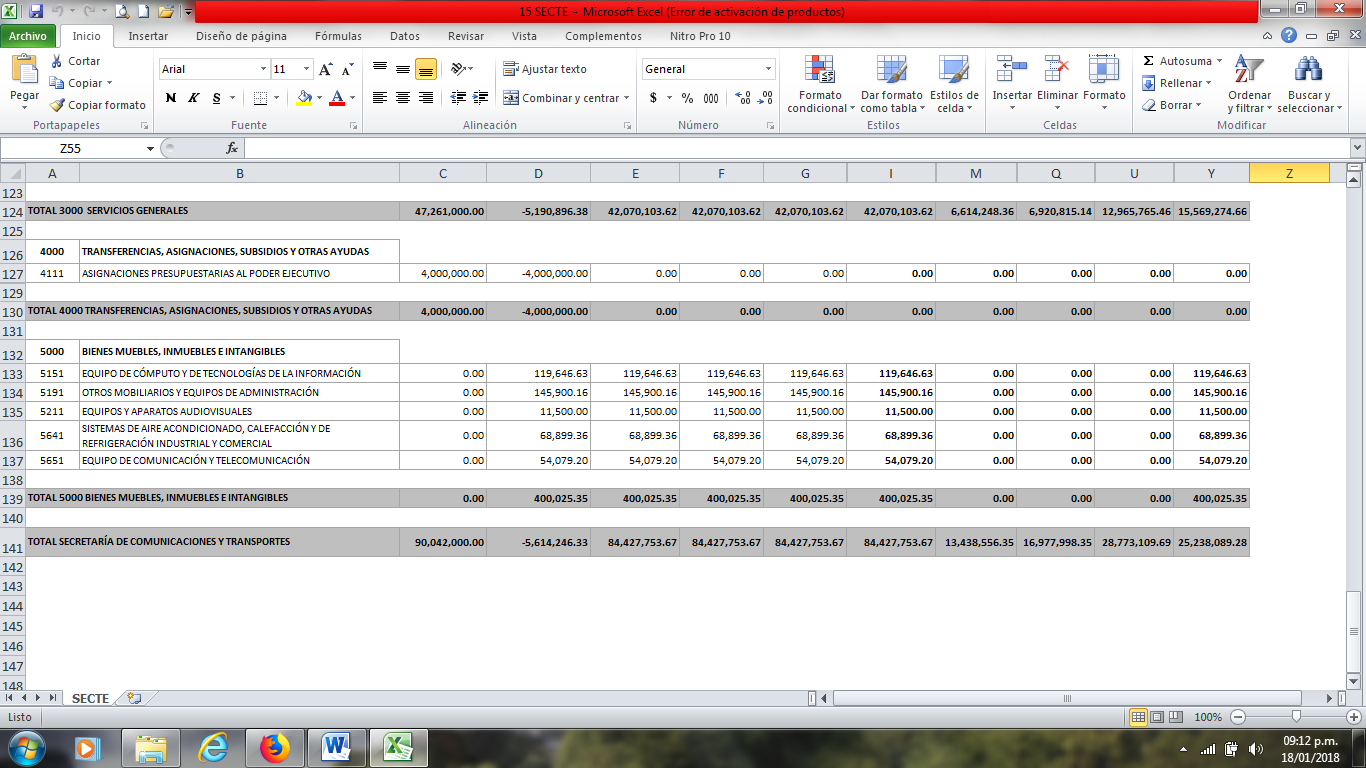 15 SECTE - Microsoft Excel (Error de activación de productos)
Archivo Inicio Insertar Diseño de página Fórmulas Datos Revisar Vista Complementos Nitro Pro 10
Pegar
Cortar
Copiar
Copiar formato
Portapapeles
Arial 11
N K S
Fuente
Ajustar texto
Combinar y centrar
Alineación
General
$ % 000
Número
Formato condicional
Dar formato como tabla
Estilos de celda
Estilos
Insertar Eliminar Formato
Celdas
Autosuma
Rellenar
Borrar
Ordenar y filtrar
Buscar y seleccionar
Modificar
Z55 fx
A B C D E F G I M Q U Y Z
123
124 TOTAL 3000 SERVICIOS GENERALES 47,261,000.00 -5,190,896.38 42,070,103.62 42,070,103.62 42,070,103.62 42,070,103.62 6,614,248.36 6,920,815.14 12,965,765.46 15,569,274.66
125
126 4000 TRANSFERENCIAS, ASIGNACIONES, SUBSIDIOS Y OTRAS AYUDAS
127 4111 ASIGNACIONES PRESUPUESTARIAS AL PODER EJECUTIVO 4,000,000.00 -4,000,000.00 0.00 0.00 0.00 0.00 0.00 0.00 0.00 0.00
129
130 TOTAL 4000 TRANSFERENCIAS, ASIGNACIONES, SUBSIDIOS Y OTRAS AYUDAS 4,000,000.00 -4,000,000.00 0.00 0.00 0.00 0.00 0.00 0.00 0.00 0.00
131
132 5000 BIENES MUEBLES, INMUEBLES E INTANGIBLES
133 5151 EQUIPO DE CÓMPUTO Y DE TECNOLOGÍAS DE LA INFORMACIÓN 0.00 119,646.63 119,646.63 119,646.63 119,646.63 119,646.63 0.00 0.00 0.00 119,646.63
134 5191 OTROS MOBILIARIOS Y EQUIPOS DE ADMINISTRACIÓN 0.00 145,900.16 145,900.16 145,900.16 145,900.16 145,900.16 0.00 0.00 0.00 145,900.16
135 5211 EQUIPOS Y APARATOS AUDIOVISUALES 0.00 11,500.00 11,500.00 11,500.00 11,500.00 11,500.00 0.00 0.00 0.00 11,500.00
136 5641 SISTEMAS DE AIRE ACONDICIONADO, CALEFACCIÓN Y DE
REFRIGERACIÓN INDUSTRIAL Y COMERCIAL 0.00 68,899.36 68,899.36 68,899.36 68,899.36 68,899.36 0.00 0.00 0.00 68,899.36
137 5651 EQUIPO DE COMUNICACIÓN Y TELECOMUNICACIÓN 0.00 54,079.20 54,079.20 54,079.20 54,079.20 54,079.20 0.00 0.00 0.00 54,079.20
138
139 TOTAL 5000 BIENES MUEBLES, INMUEBLES E INTANGIBLES 0.00 400,025.35 400,025.35 400,025.35 400,025.35 400,025.35 0.00 0.00 0.00 400,025.35
140
141 TOTAL SECRETARÍA DE COMUNICACIONES Y TRANSPORTES 90,042,000.00 -5,614,246.33 84,427,753.67 84,427,753.67 84,427,753.67 84,427,753.67 13,438,556.35 16,977,998.35 28,773,109.69 25,238,089.28
142
143
144
145
146
147
148
SECTE
Listo 100%
09:12 p.m.
18/01/2018